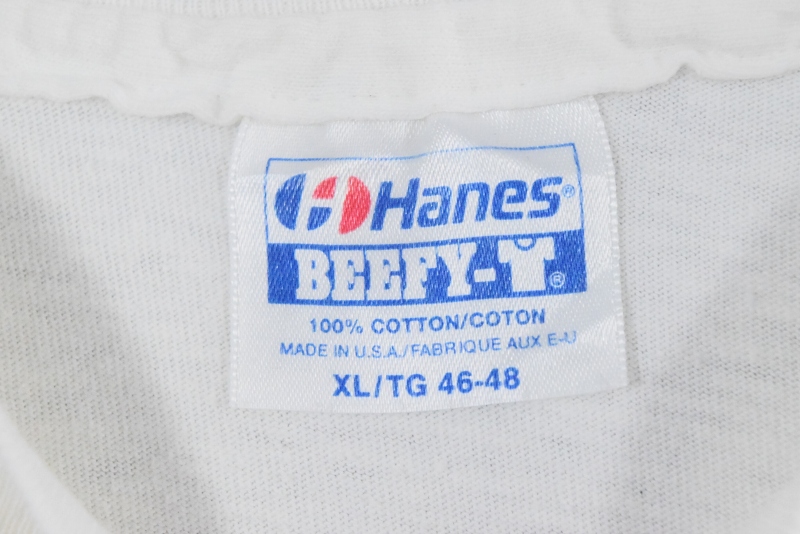 Hanes®
BEEFY-T®
100% COTTON/COTON
MADE IN U.S.A./FABRIQUE AUX E-U
XL/TG 46-48